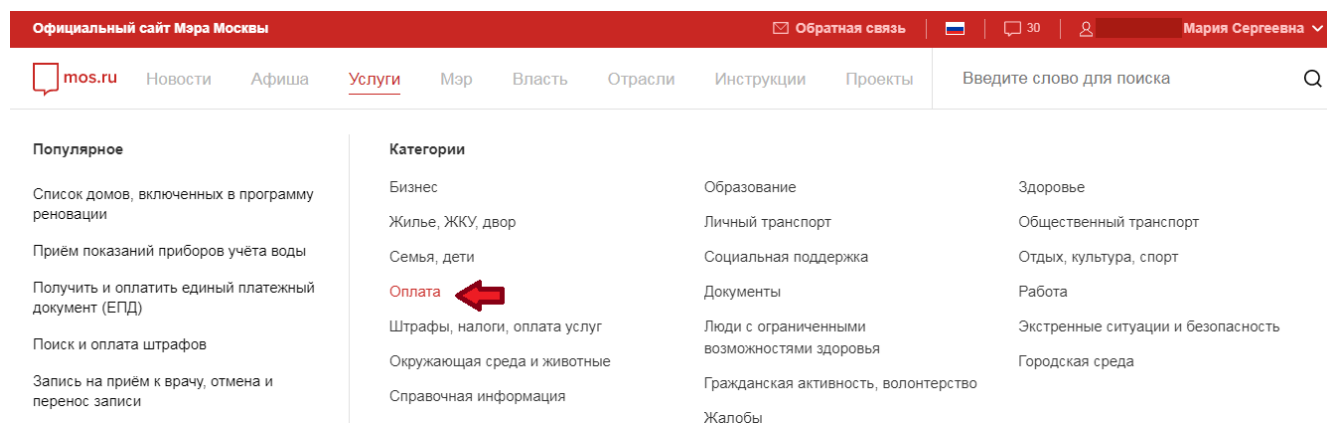 Официальный сайт Мэра Москвы
Обратная связь
30
Мария Сергеевна
mos.ru
Новости
Афиша
Услуги
Мэр
Власть
Отрасли
Инструкции
Проекты
Введите слово для поиска
Популярное
Список домов, включенных в программу
реновации
Приём показаний приборов учёта воды
Получить и оплатить единый платежный
документ (ЕПД)
Поиск и оплата штрафов
Запись на приём к врачу, отмена и
перенос записи
Категории
Бизнес
Жилье, ЖКУ, двор
Семья, дети
Оплата
Штрафы, налоги, оплата услуг
Окружающая среда и животные
Справочная информация
Образование
Личный транспорт
Социальная поддержка
Документы
Люди с ограниченными
возможностями здоровья
Гражданская активность, волонтерство
Жалобы
Здоровье
Общественный транспорт
Отдых, культура, спорт
Работа
Экстренные ситуации и безопасность
Городская среда